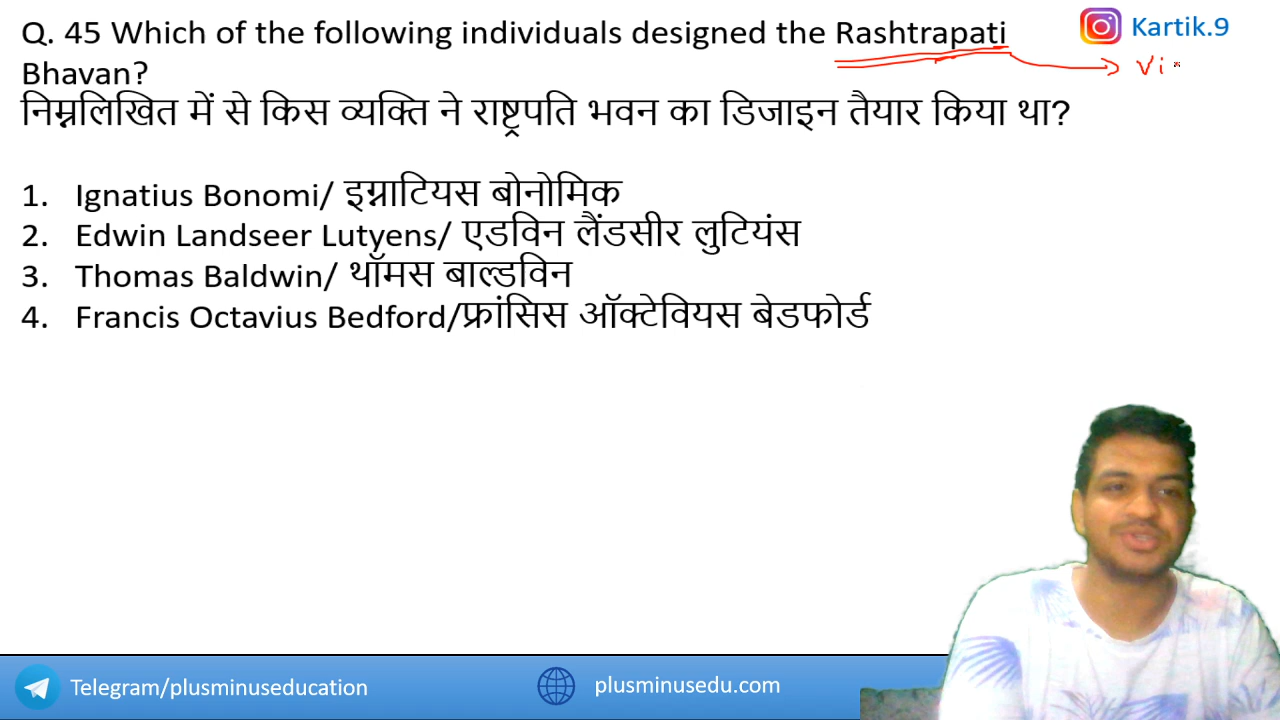 Q. 45 Which of the following individuals designed the Rashtrapati
Bhavan?
निम्नलिखित में से किस व्यक्ति ने राष्ट्रपति भवन का डिजाइन तैयार किया था?
1. Ignatius Bonomi/ इग्नाटियस बोनोमिक
2. Edwin Landseer Lutyens/ एडविन लैंडसीर लुटियंस
3. Thomas Baldwin/ थॉमस बाल्डविन
4. Francis Octavius Bedford/फ्रांसिस ऑक्टेवियस बेडफोर्ड
Kartik.9
Vi
Telegram/plusminuseducation
plusminusedu.com